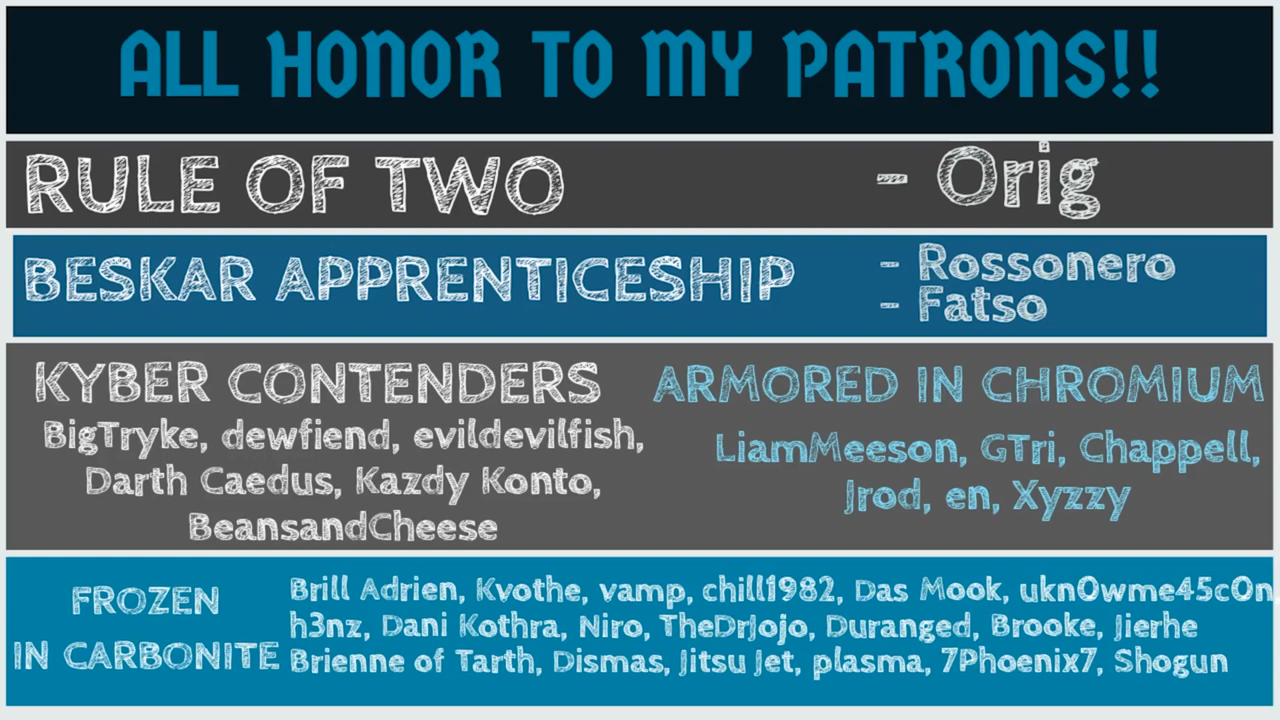 ALL HONOR TO MY PATRONS!!
RULE OF TWO - Orig
BESKAR APPRENTICESHIP
- Rossonero
- Fatso
KYBER CONTENDERS
BigTryke, dewfiend, evildevilfish,
Darth Caedus, Kazdy Konto,
BeansandCheese
ARMORED IN CHROMIUM
LiamMeeson, GTri, Chappell,
Jrod, en, Xyzzy
FROZEN
IN CARBONITE
Brill Adrien, Kvothe, vamp, chill1982, Das Mook, ukn0wme45c0n
h3nz, Dani Kothra, Niro, TheDrJojo, Duranged, Brooke, Jierhe
Brienne of Tarth, Dismas, Jitsu Jet, plasma, 7Phoenix7, Shogun